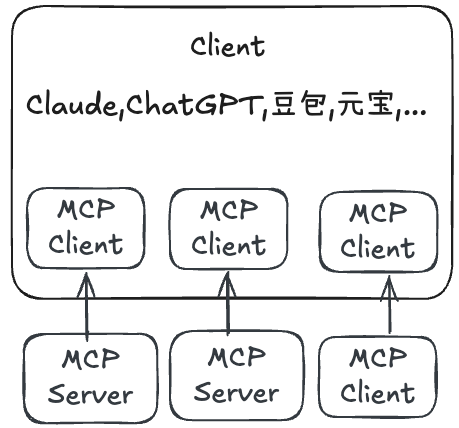 Client
Claude,ChatGPT,豆包,元宝,...
MCP
Client
MCP
Client
MCP
Client
MCP
Server
MCP
Server
MCP
Client